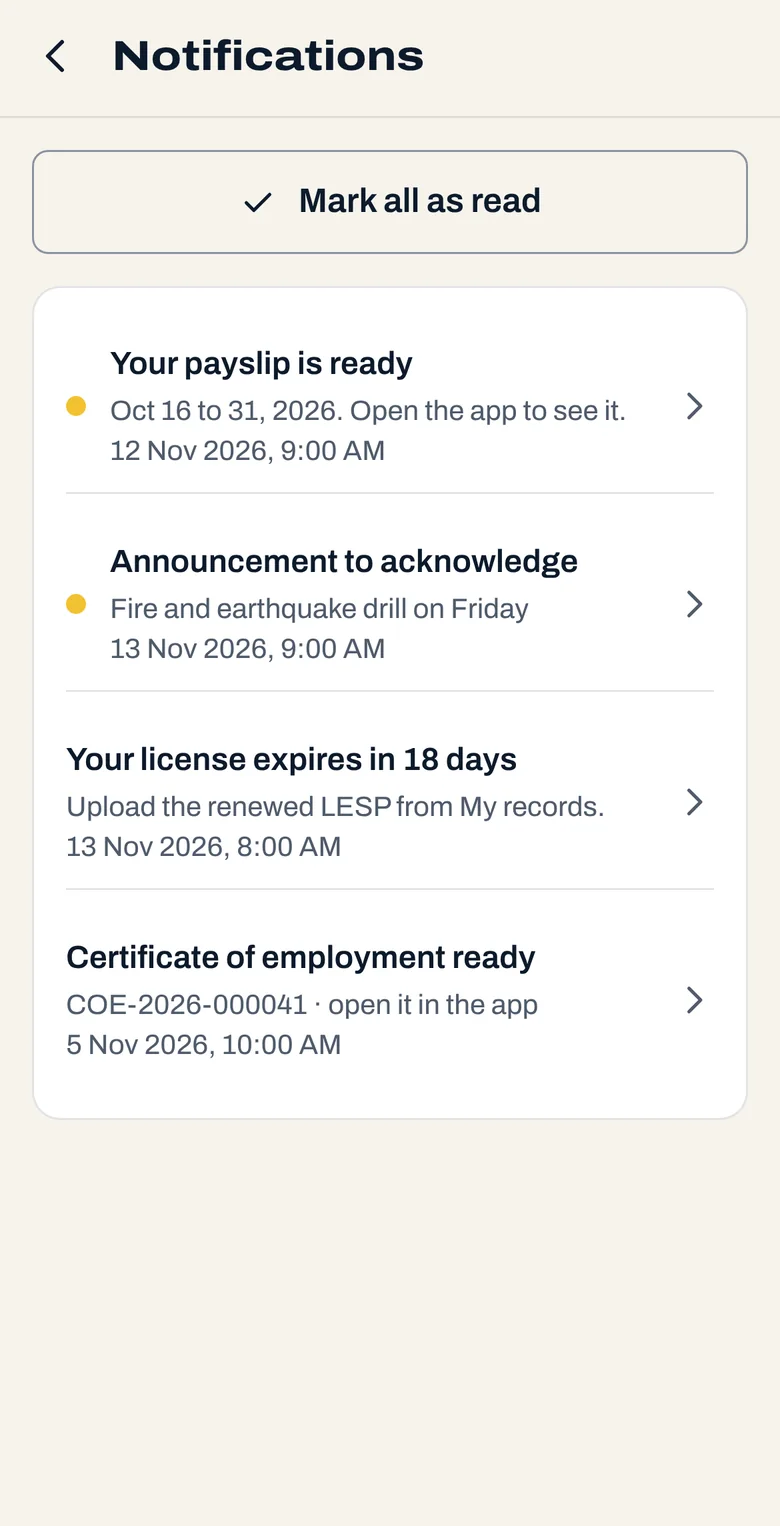 Notifications
Mark all as read
Your payslip is ready
Oct 16 to 31, 2026. Open the app to see it.
12 Nov 2026, 9:00 AM
Announcement to acknowledge
Fire and earthquake drill on Friday
13 Nov 2026, 9:00 AM
Your license expires in 18 days
Upload the renewed LESP from My records.
13 Nov 2026, 8:00 AM
Certificate of employment ready
COE-2026-000041 · open it in the app
5 Nov 2026, 10:00 AM